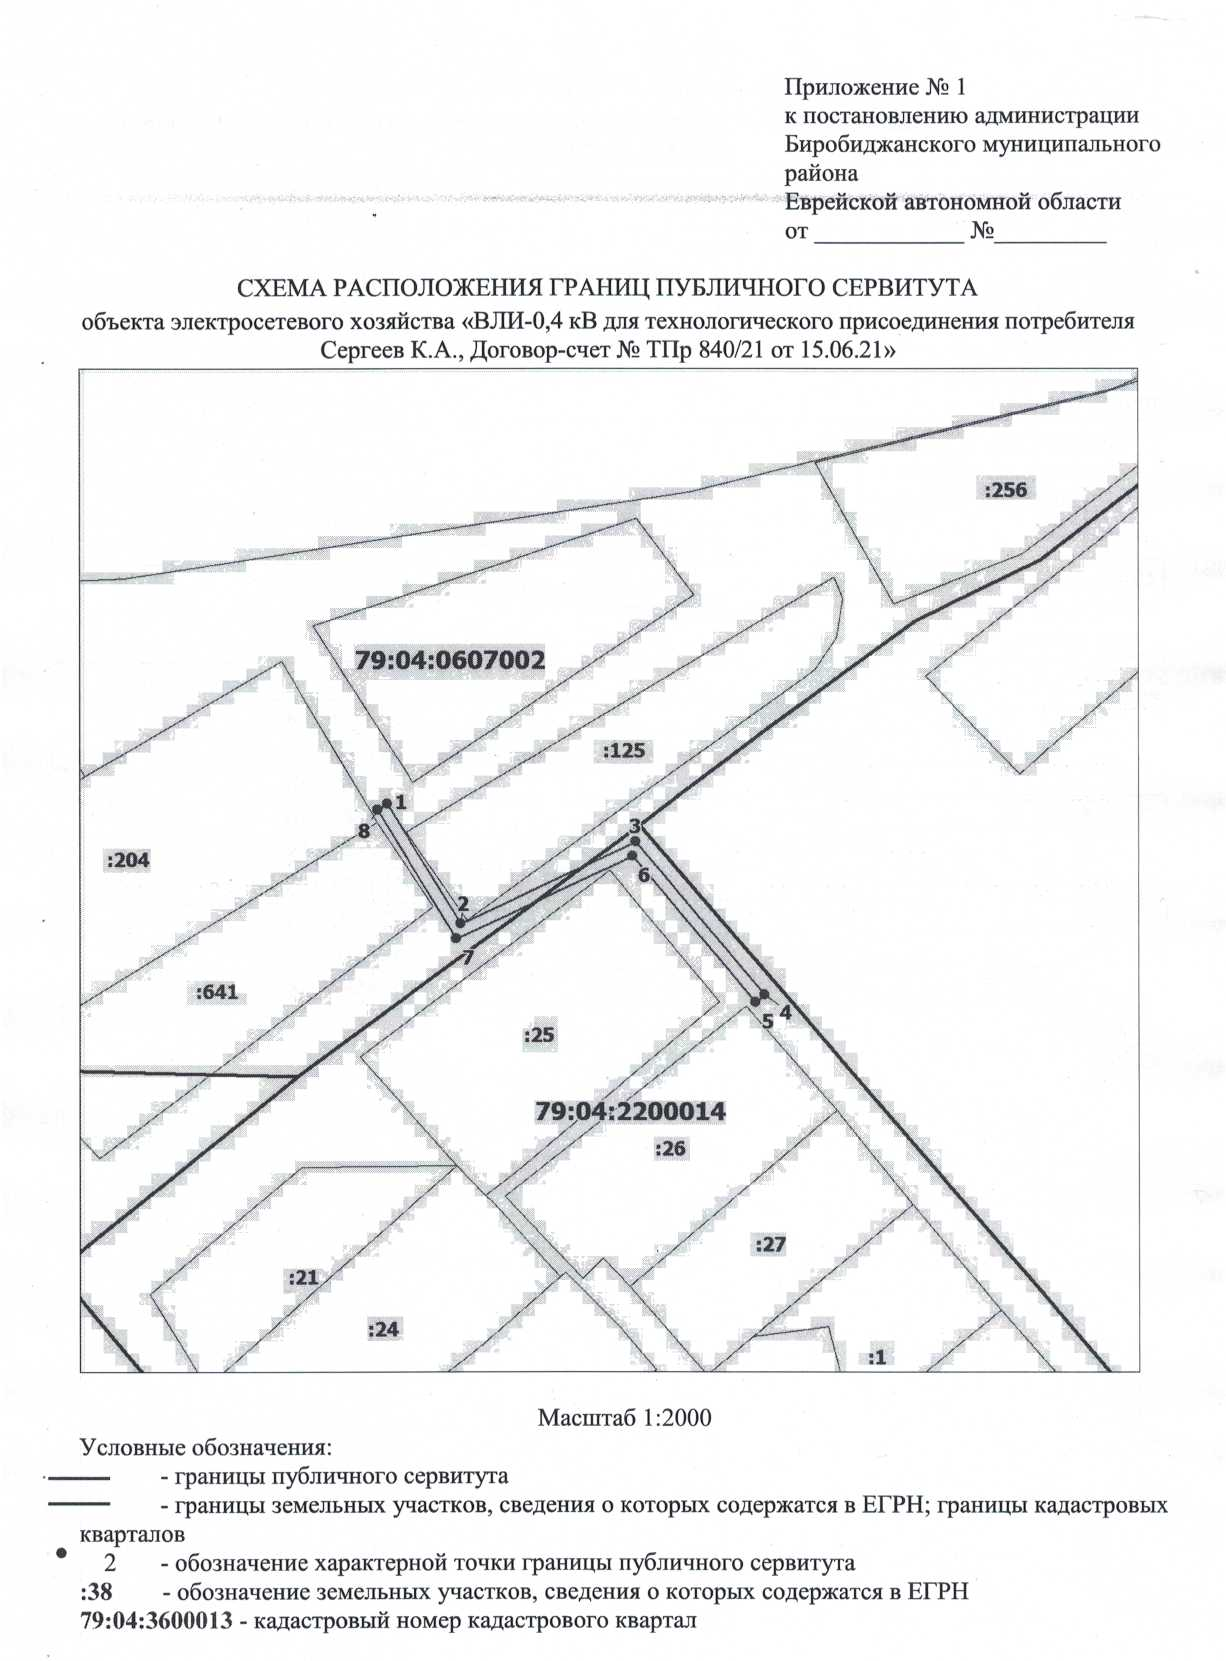 Приложение № 1
к постановлению администрации
Биробиджанского муниципального
района
Еврейской автономной области
от ____________ №_________
СХЕМА РАСПОЛОЖЕНИЯ ГРАНИЦ ПУБЛИЧНОГО СЕРВИТУТА
объекта электросетевого хозяйства «ВЛИ-0,4 кВ для технологического присоединения потребителя
Сергеев К.А., Договор-счет № ТПр 840/21 от 15.06.21»
:256
79:04:0607002
:125
1
8
3
:204
6
2
7
:641
4
5
:25
79:04:2200014
:26
:27
:21
:24
:1
Масштаб 1:2000
Условные обозначения:
- границы публичного сервитута
- границы земельных участков, сведения о которых содержатся в ЕГРН; границы кадастровых
кварталов
2 - обозначение характерной точки границы публичного сервитута
:38 - обозначение земельных участков, сведения о которых содержатся в ЕГРН
79:04:3600013 - кадастровый номер кадастрового квартал